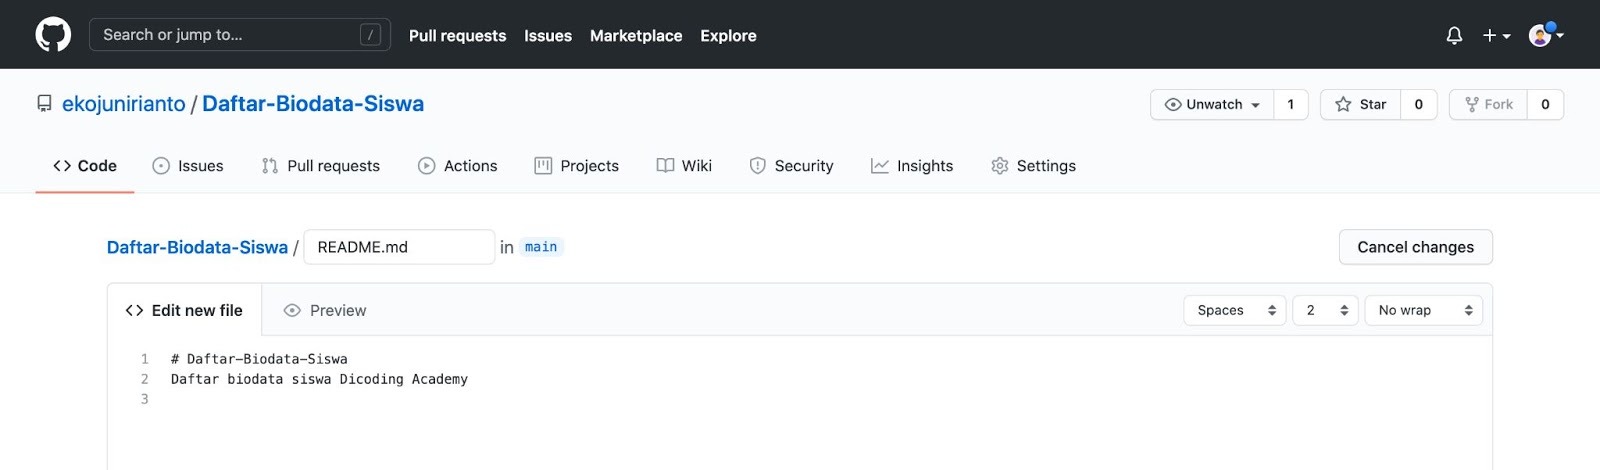 Search or jump to... /
Pull requests Issues Marketplace Explore
ekojunirianto / Daftar-Biodata-Siswa
Unwatch 1 Star 0 Fork 0
Code Issues Pull requests Actions Projects Wiki Security Insights Settings
Daftar-Biodata-Siswa / README.md in main
Cancel changes
<> Edit new file Preview
Spaces 2 No wrap
1 # Daftar-Biodata-Siswa
2 Daftar biodata siswa Dicoding Academy
3